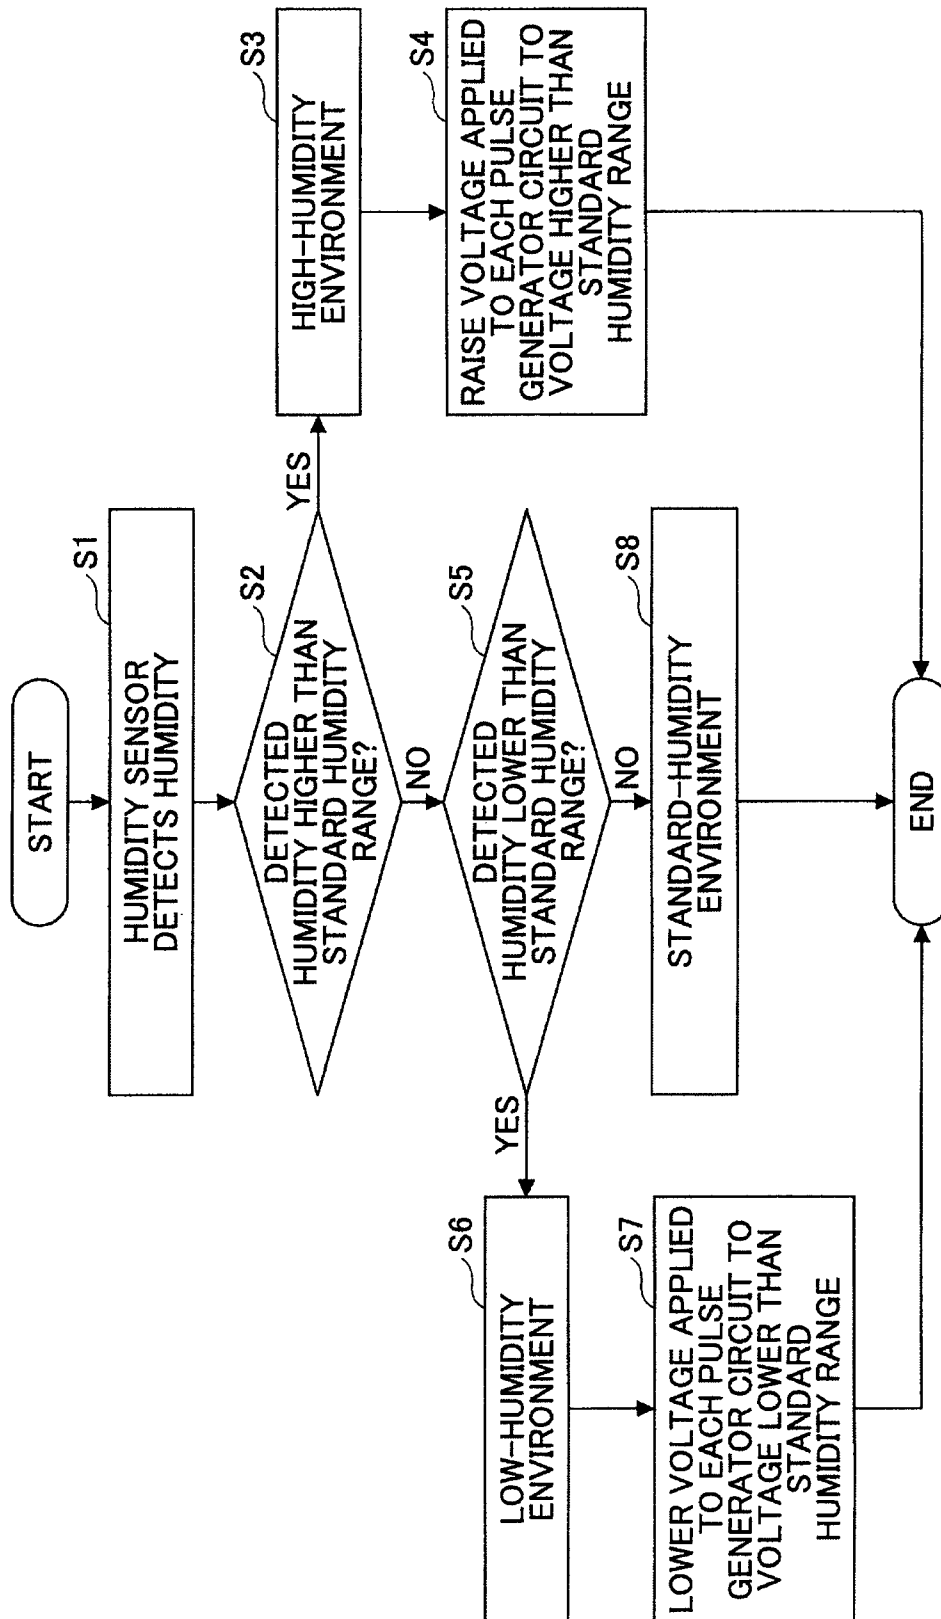 START
S1
HUMIDITY SENSOR
DETECTS HUMIDITY
S2
DETECTED
HUMIDITY HIGHER THAN
STANDARD HUMIDITY
RANGE?
YES
NO
S3
HIGH-HUMIDITY
ENVIRONMENT
S4
RAISE VOLTAGE APPLIED
TO EACH PULSE
GENERATOR CIRCUIT TO
VOLTAGE HIGHER THAN
STANDARD
HUMIDITY RANGE
S5
DETECTED
HUMIDITY LOWER THAN
STANDARD HUMIDITY
RANGE?
YES
NO
S6
LOW-HUMIDITY
ENVIRONMENT
S7
LOWER VOLTAGE APPLIED
TO EACH PULSE
GENERATOR CIRCUIT TO
VOLTAGE LOWER THAN
STANDARD
HUMIDITY RANGE
S8
STANDARD-HUMIDITY
ENVIRONMENT
END